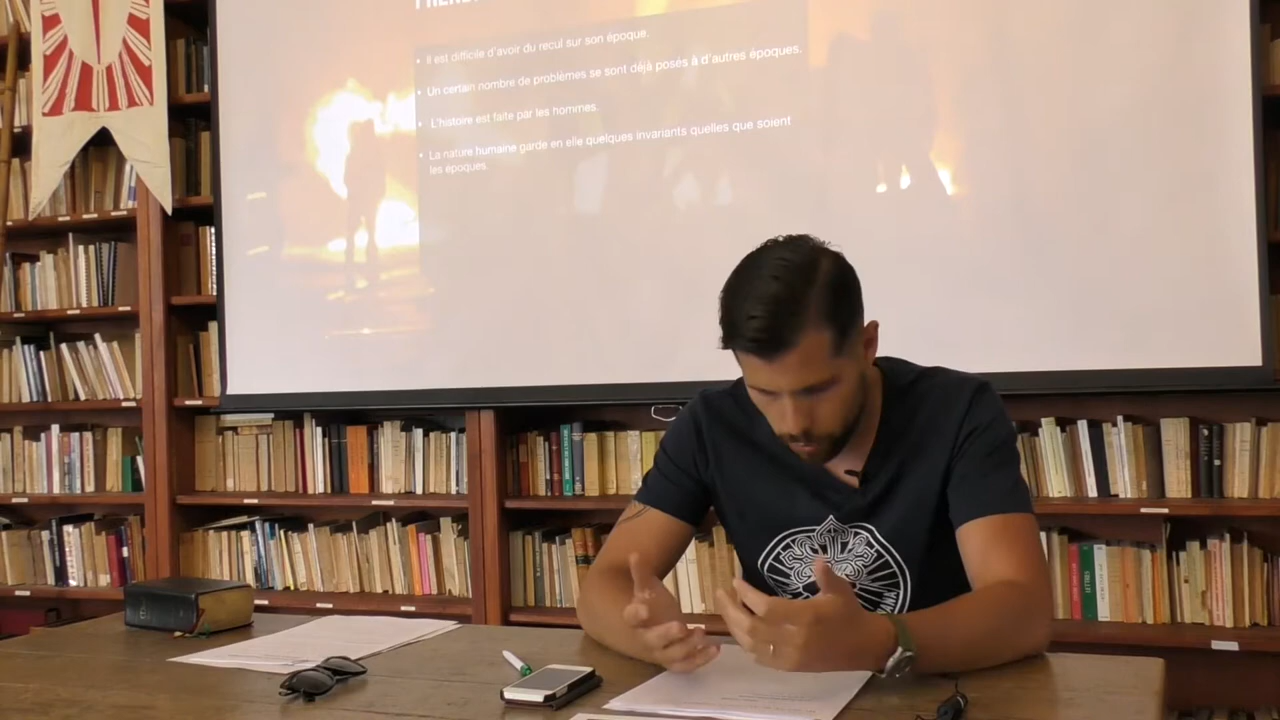 • Il est difficile d'avoir du recul sur son époque.
• Un certain nombre de problèmes se sont déjà posés à d'autres époques.
• L'histoire est faite par les hommes.
• La nature humaine garde en elle quelques invariants quelles que soient
les époques.